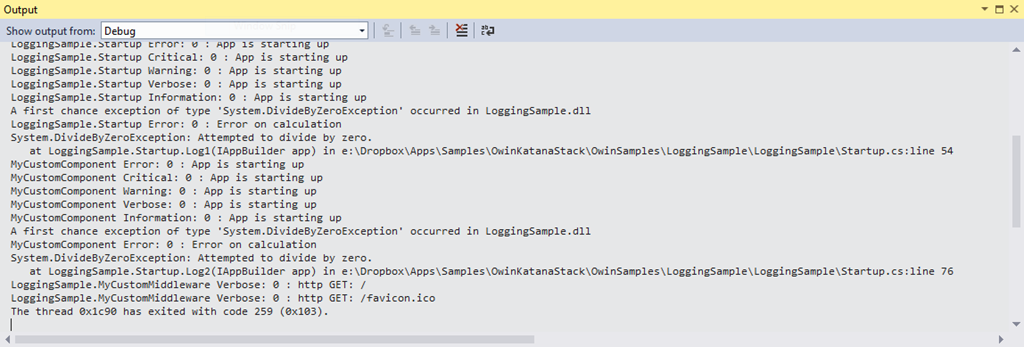 Output
Show output from: Debug
LoggingSample.Startup Error: 0 : App is starting up
LoggingSample.Startup Critical: 0 : App is starting up
LoggingSample.Startup Warning: 0 : App is starting up
LoggingSample.Startup Verbose: 0 : App is starting up
LoggingSample.Startup Information: 0 : App is starting up
A first chance exception of type 'System.DivideByZeroException' occurred in LoggingSample.dll
LoggingSample.Startup Error: 0 : Error on calculation
System.DivideByZeroException: Attempted to divide by zero.
   at LoggingSample.Startup.Log1(IAppBuilder app) in e:\Dropbox\Apps\Samples\OwinKatanaStack\OwinSamples\LoggingSample\LoggingSample\Startup.cs:line 54
MyCustomComponent Error: 0 : App is starting up
MyCustomComponent Critical: 0 : App is starting up
MyCustomComponent Warning: 0 : App is starting up
MyCustomComponent Verbose: 0 : App is starting up
MyCustomComponent Information: 0 : App is starting up
A first chance exception of type 'System.DivideByZeroException' occurred in LoggingSample.dll
MyCustomComponent Error: 0 : Error on calculation
System.DivideByZeroException: Attempted to divide by zero.
   at LoggingSample.Startup.Log2(IAppBuilder app) in e:\Dropbox\Apps\Samples\OwinKatanaStack\OwinSamples\LoggingSample\LoggingSample\Startup.cs:line 76
LoggingSample.MyCustomMiddleware Verbose: 0 : http GET: /
LoggingSample.MyCustomMiddleware Verbose: 0 : http GET: /favicon.ico
The thread 0x1c90 has exited with code 259 (0x103).